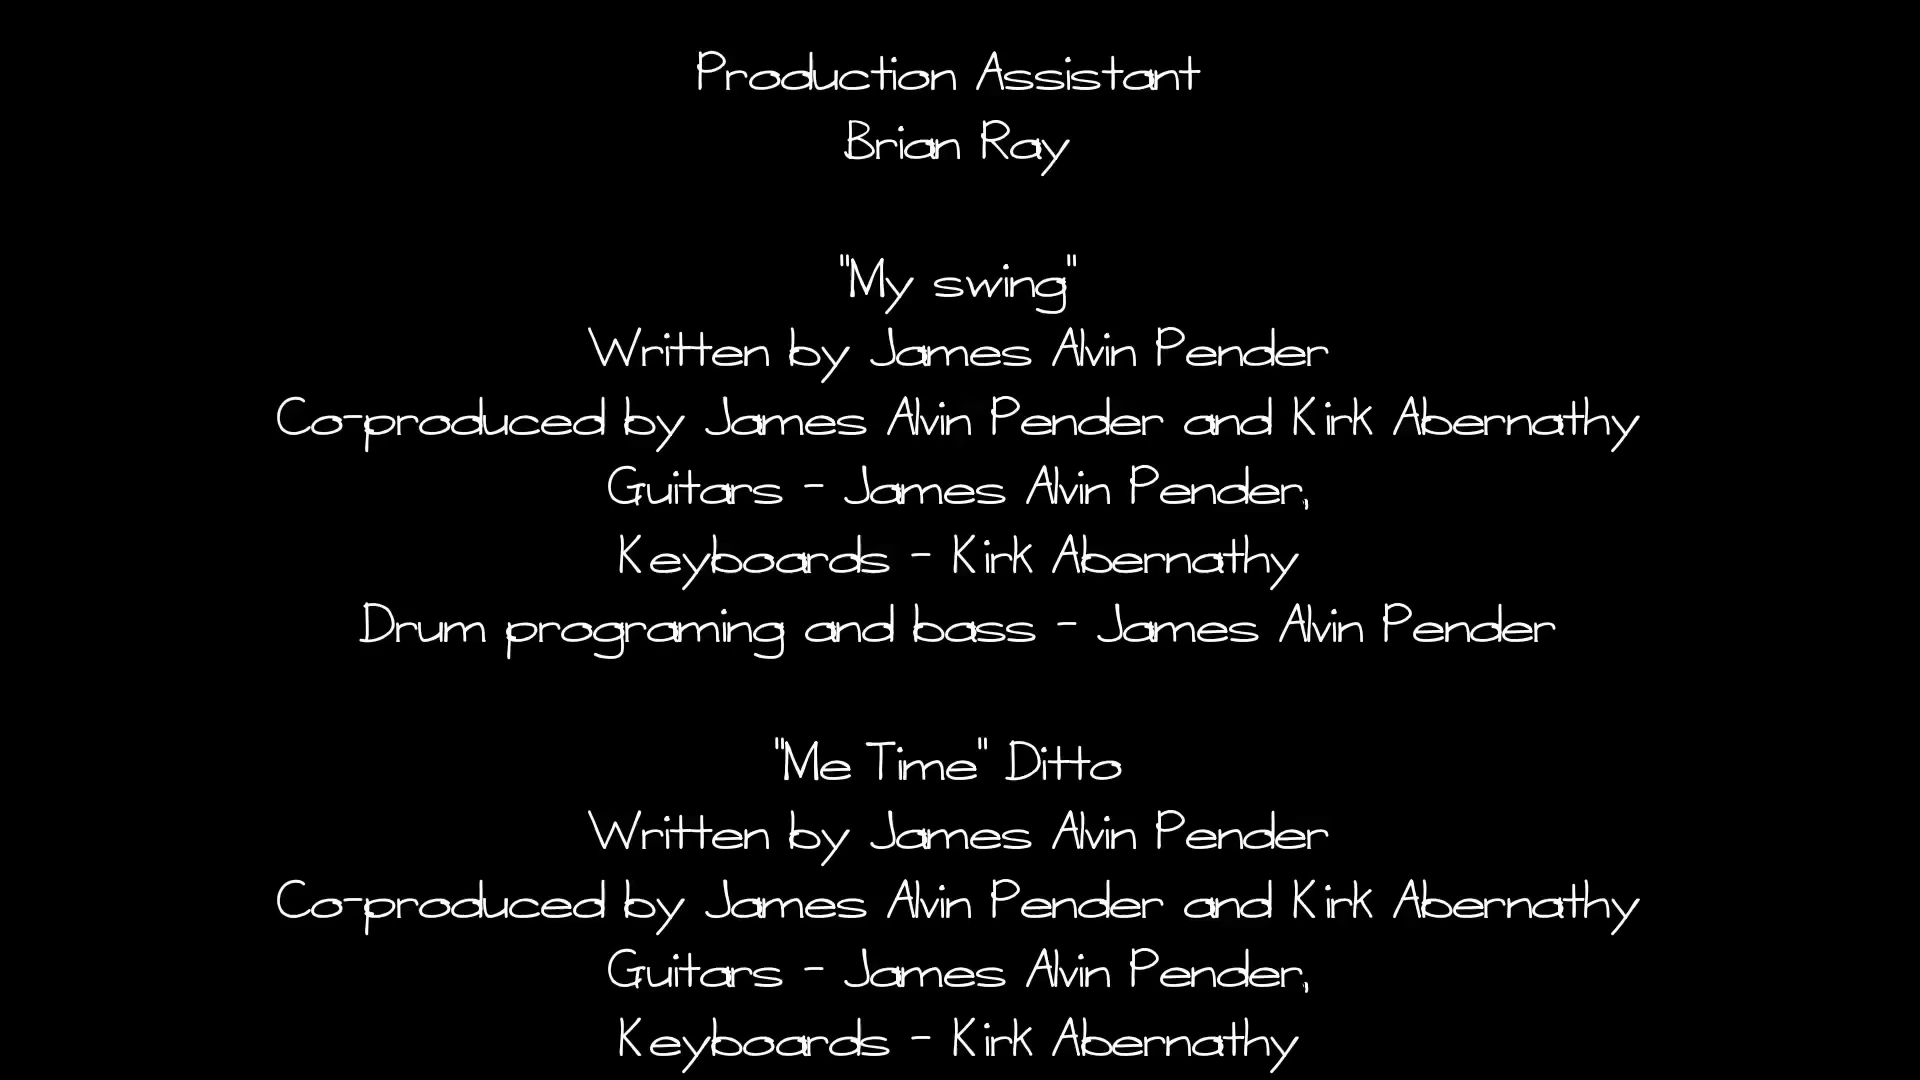 Production Assistant
Brian Ray
"My swing"
Written by James Alvin Pender
Co-produced by James Alvin Pender and Kirk Abernathy
Guitars - James Alvin Pender,
Keyboards - Kirk Abernathy
Drum programing and bass - James Alvin Pender
"Me Time" Ditto
Written by James Alvin Pender
Co-produced by James Alvin Pender and Kirk Abernathy
Guitars - James Alvin Pender,
Keyboards - Kirk Abernathy